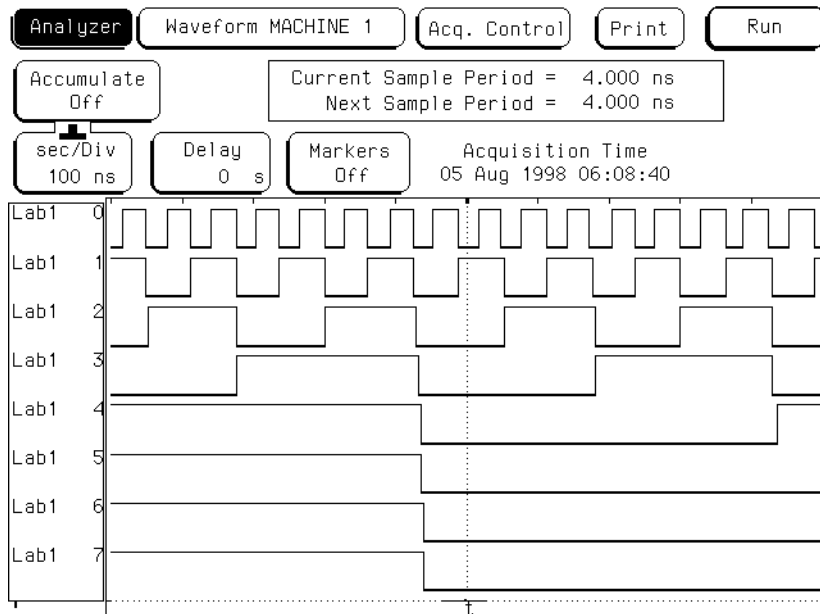 Analyzer Waveform MACHINE 1 Acq. Control Print Run
Accumulate
Off
Current Sample Period = 4.000 ns
Next Sample Period = 4.000 ns
sec/Div
100 ns
Delay
0 s
Markers
Off
Acquisition Time
05 Aug 1998 06:08:40
Lab1 0
Lab1 1
Lab1 2
Lab1 3
Lab1 4
Lab1 5
Lab1 6
Lab1 7
t